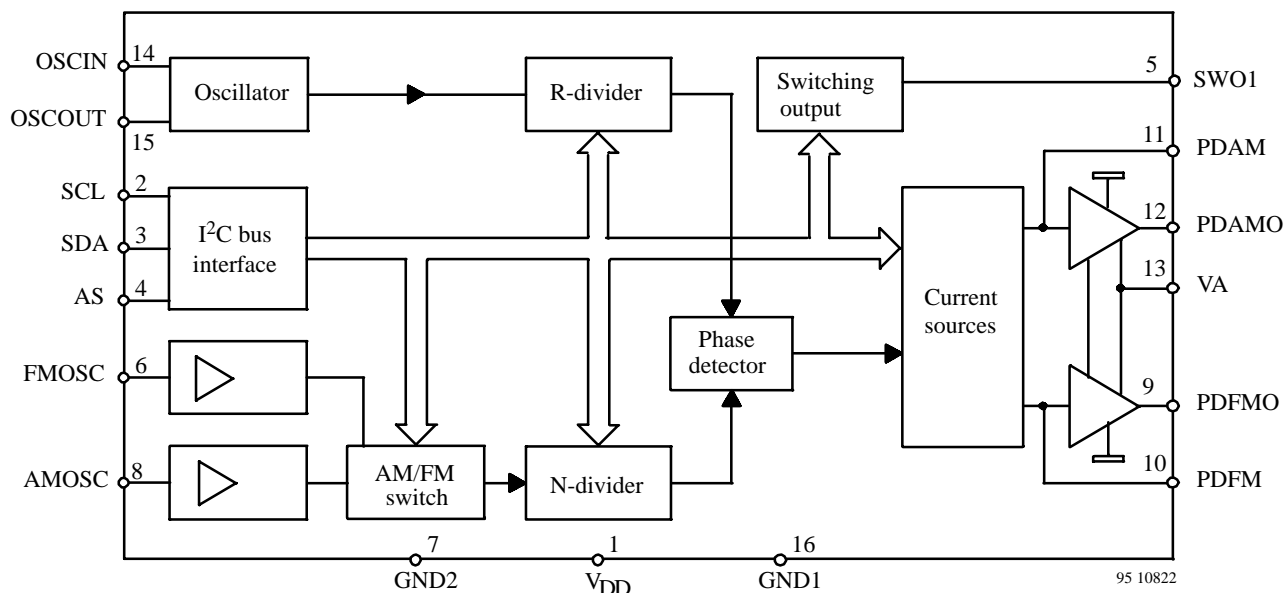 OSCIN
14
OSCOUT
15
Oscillator
R-divider
Switching
output
5
SWO1
11
PDAM
SCL
2
SDA
3
AS
4
I²C bus
interface
12
PDAMO
13
VA
Current
sources
Phase
detector
FMOSC
6
9
PDFMO
AMOSC
8
AM/FM
switch
N-divider
10
PDFM
7
GND2
1
VDD
16
GND1
95 10822